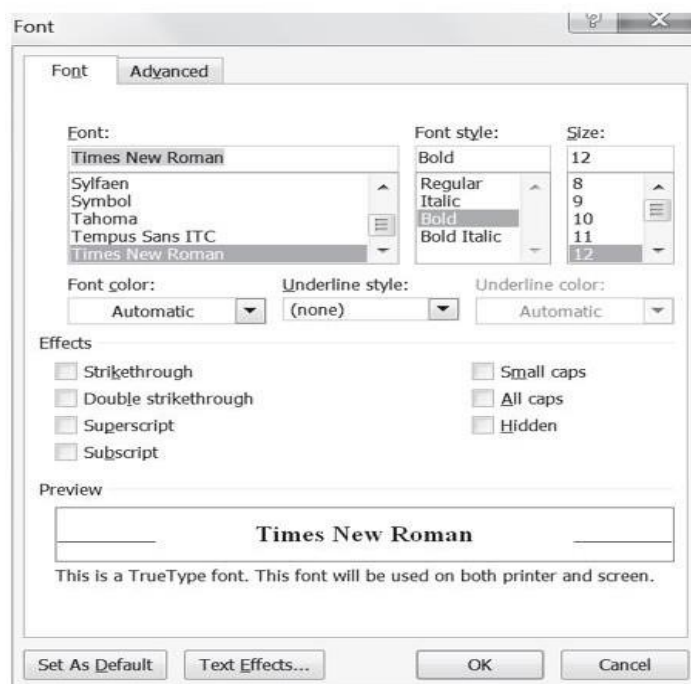 Font
? X
Font Advanced
Font: Font style: Size:
Times New Roman Bold 12
Sylfaen Regular 8
Symbol Italic 9
Tahoma Bold 10
Tempus Sans ITC Bold Italic 11
Times New Roman 12
Font color: Underline style: Underline color:
Automatic (none) Automatic
Effects
Strikethrough Small caps
Double strikethrough All caps
Superscript Hidden
Subscript
Preview
Times New Roman
This is a TrueType font. This font will be used on both printer and screen.
Set As Default Text Effects... OK Cancel